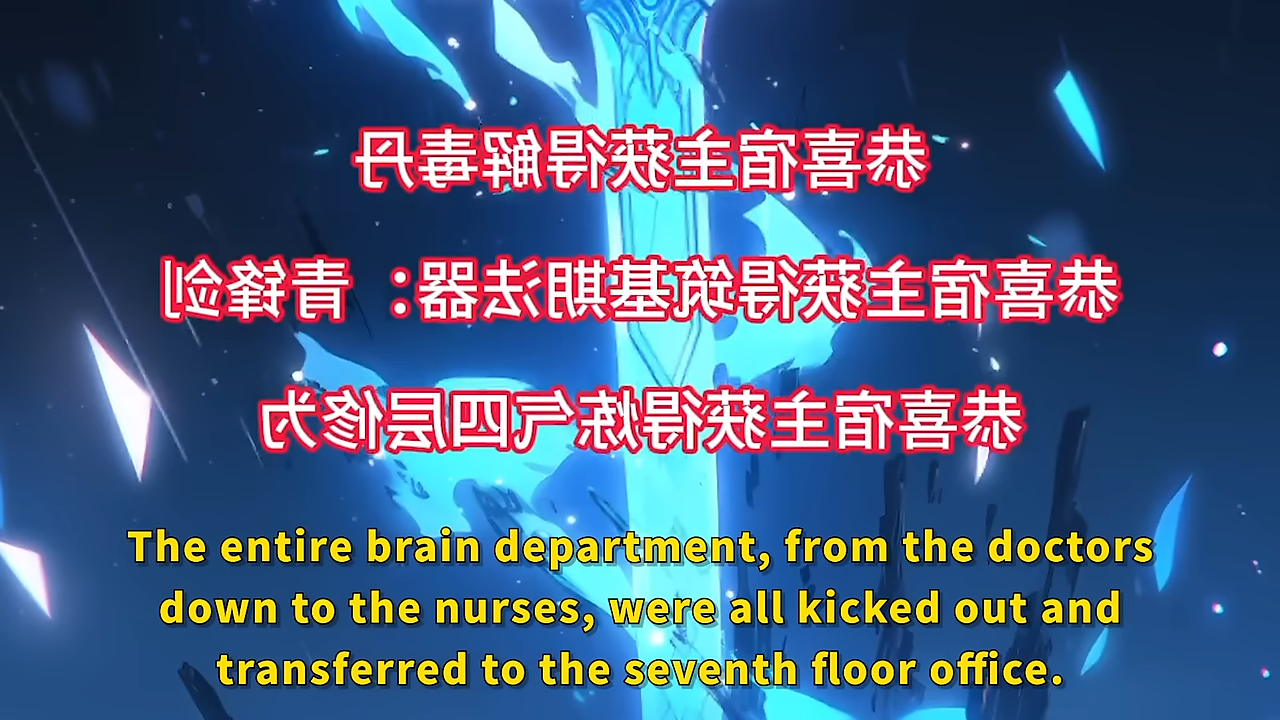 恭喜宿主获得解毒丹
恭喜宿主获得筑基期法器：青锋剑
恭喜宿主获得炼气四层修为
The entire brain department, from the doctors
down to the nurses, were all kicked out and
transferred to the seventh floor office.